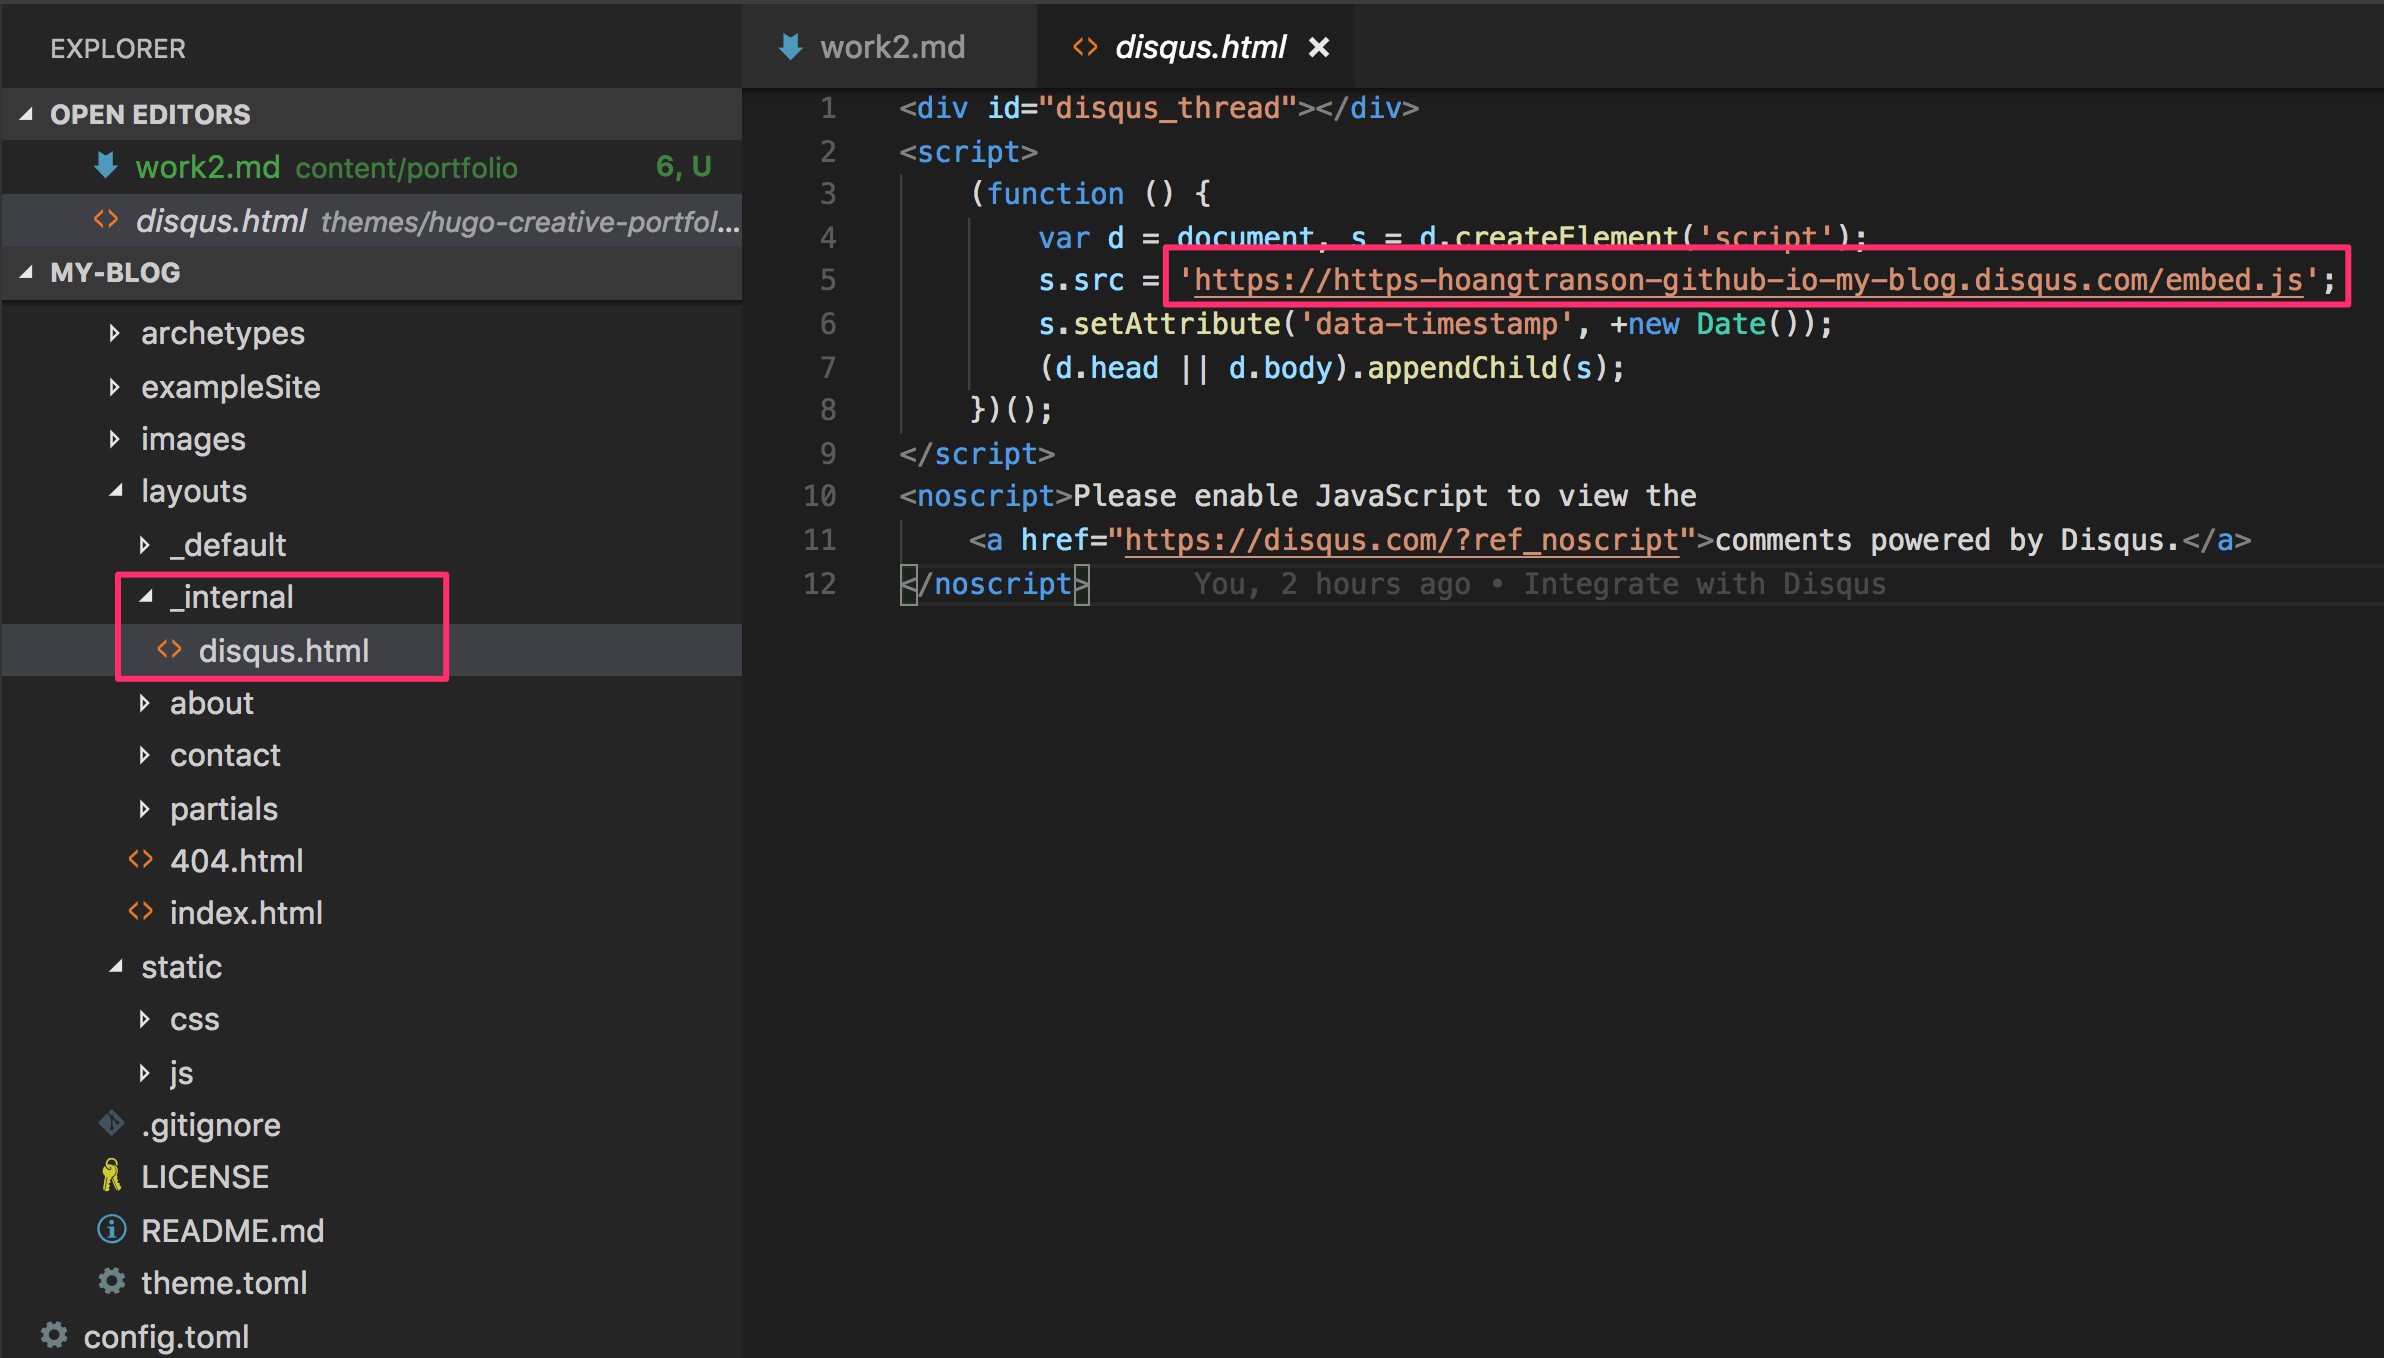 EXPLORER
OPEN EDITORS
work2.md content/portfolio 6, U
disqus.html themes/hugo-creative-portfol...
MY-BLOG
archetypes
exampleSite
images
layouts
_default
_internal
disqus.html
about
contact
partials
404.html
index.html
static
css
js
.gitignore
LICENSE
README.md
theme.toml
config.toml
work2.md
disqus.html
1 <div id="disqus_thread"></div>
2 <script>
3 (function () {
4 var d = document, s = d.createElement('script');
5 s.src = 'https://https-hoangtranson-github-io-my-blog.disqus.com/embed.js';
6 s.setAttribute('data-timestamp', +new Date());
7 (d.head || d.body).appendChild(s);
8 })();
9 </script>
10 <noscript>Please enable JavaScript to view the
11 <a href="https://disqus.com/?ref_noscript">comments powered by Disqus.</a>
12 </noscript> You, 2 hours ago • Integrate with Disqus